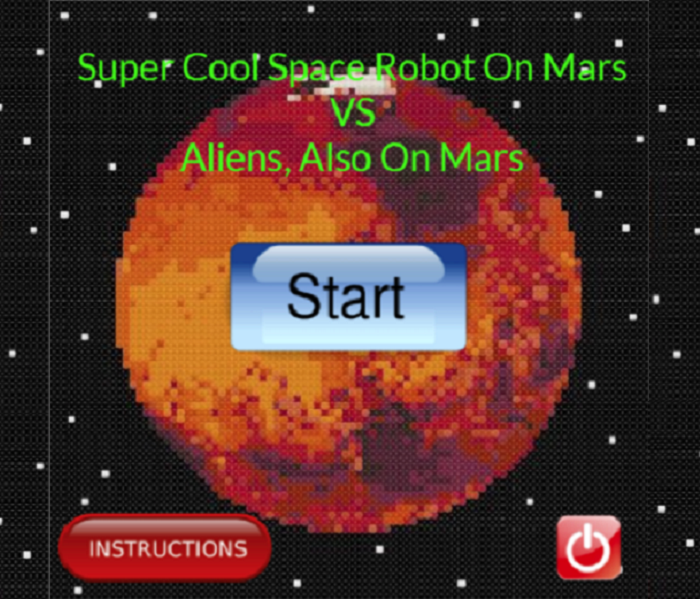 Super Cool Space Robot On Mars
VS
Aliens, Also On Mars
Start
INSTRUCTIONS